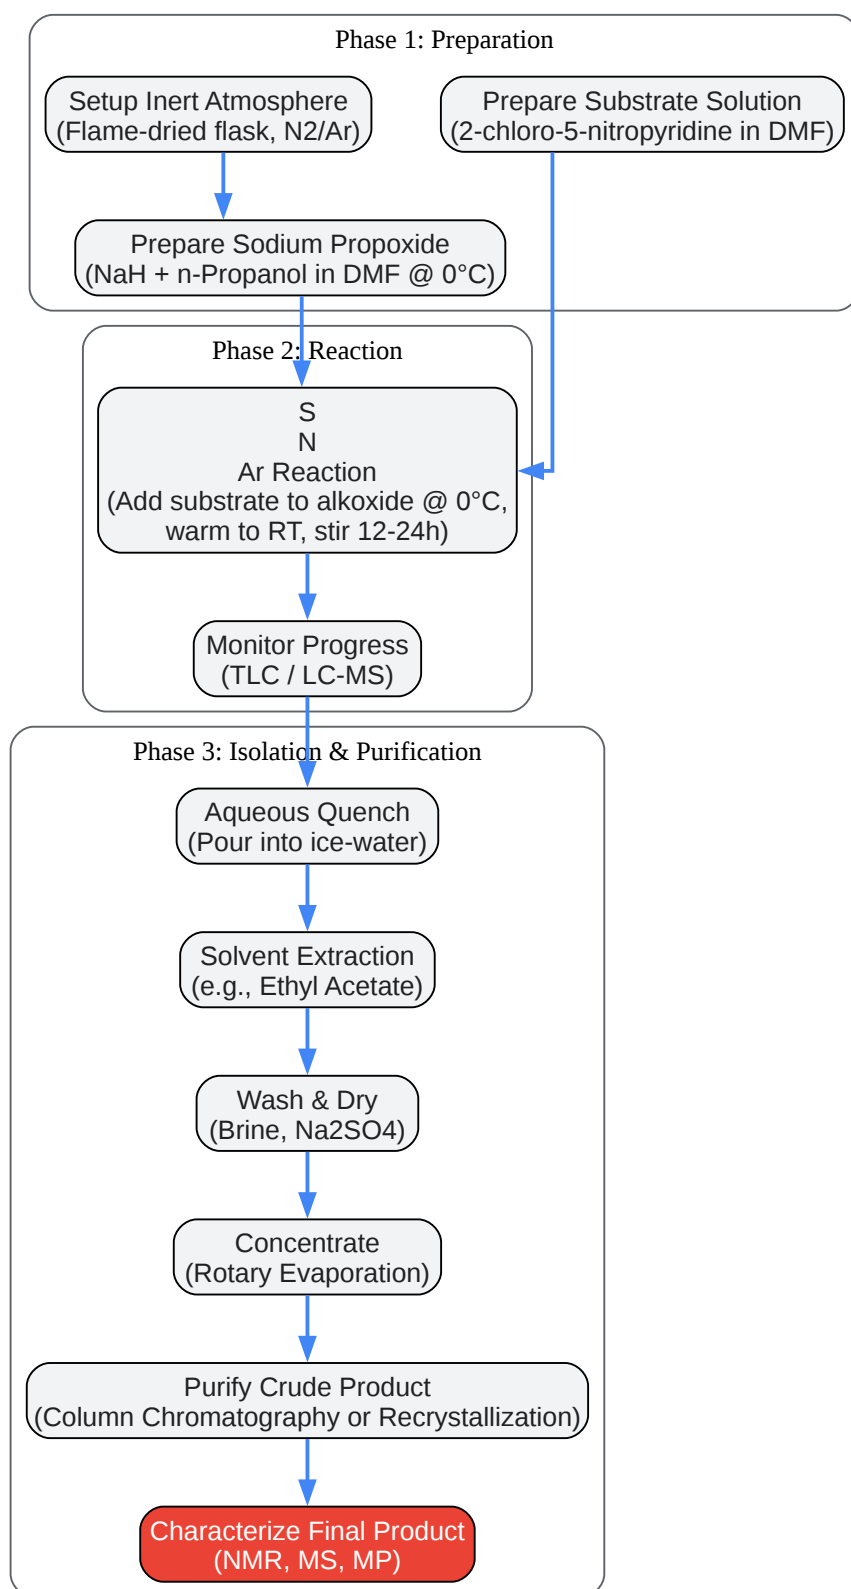 Phase 1: Preparation
Setup Inert Atmosphere
(Flame-dried flask, N2/Ar)
Prepare Substrate Solution
(2-chloro-5-nitropyridine in DMF)
Prepare Sodium Propoxide
(NaH + n-Propanol in DMF @ 0°C)
Phase 2: Reaction
S
N
Ar Reaction
(Add substrate to alkoxide @ 0°C,
warm to RT, stir 12-24h)
Monitor Progress
(TLC / LC-MS)
Phase 3: Isolation & Purification
Aqueous Quench
(Pour into ice-water)
Solvent Extraction
(e.g., Ethyl Acetate)
Wash & Dry
(Brine, Na2SO4)
Concentrate
(Rotary Evaporation)
Purify Crude Product
(Column Chromatography or Recrystallization)
Characterize Final Product
(NMR, MS, MP)